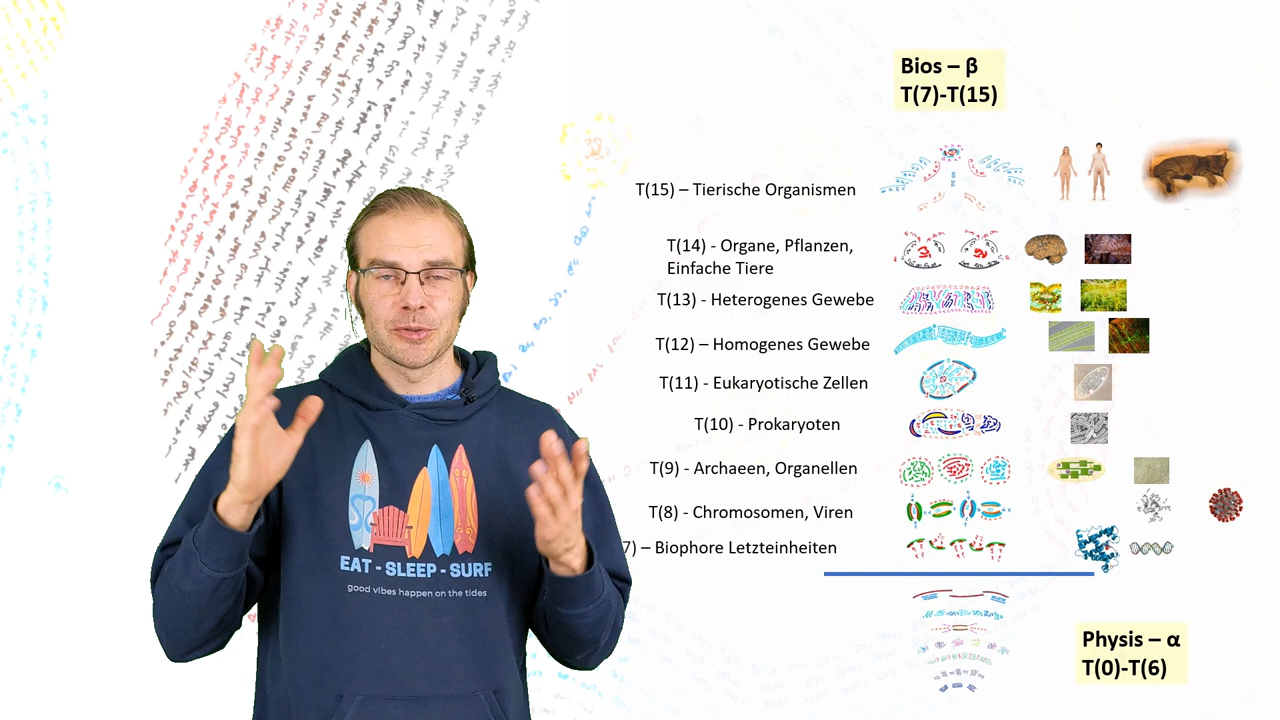 Bios – β
T(7)-T(15)
T(15) – Tierische Organismen
T(14) - Organe, Pflanzen,
Einfache Tiere
T(13) - Heterogenes Gewebe
T(12) – Homogenes Gewebe
T(11) - Eukaryotische Zellen
T(10) - Prokaryoten
T(9) - Archaeen, Organellen
T(8) - Chromosomen, Viren
7) – Biophore Letzteinheiten
Physis – α
T(0)-T(6)
EAT - SLEEP - SURF
good vibes happen on the tides